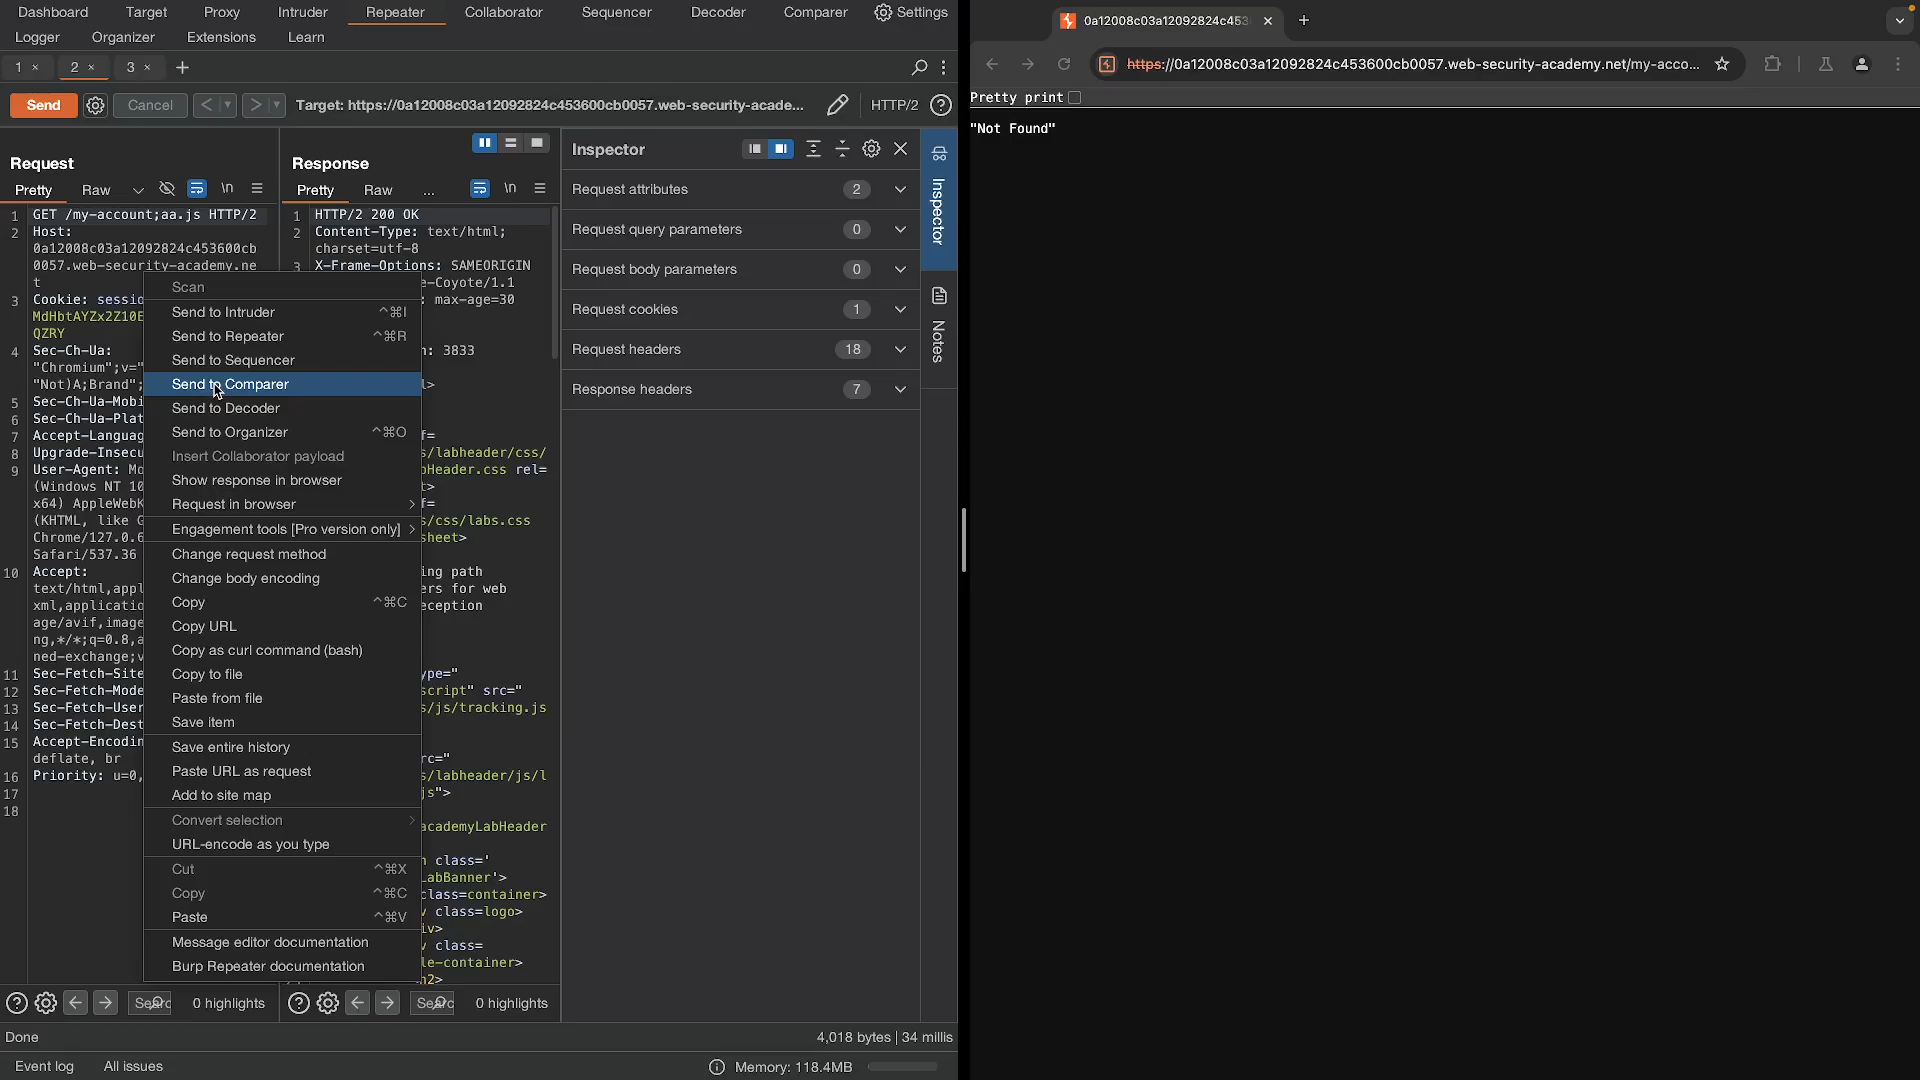 Dashboard Target Proxy Intruder Repeater Collaborator Sequencer Decoder Comparer Settings
Logger Organizer Extensions Learn
1 × 2 × 3 × +
Send Cancel < > Target: https://0a12008c03a12092824c453600cb0057.web-security-acade... HTTP/2
Request
Pretty Raw \n
1 GET /my-account;aa.js HTTP/2
2 Host:
0a12008c03a12092824c453600cb
0057.web-security-academy.ne
t
3 Cookie: sessio
MdHbtAYZx2Z10E
QZRY
4 Sec-Ch-Ua:
"Chromium";v="
"Not)A;Brand";
5 Sec-Ch-Ua-Mobi
6 Sec-Ch-Ua-Plat
7 Accept-Languag
8 Upgrade-Insecu
9 User-Agent: Mo
(Windows NT 10
x64) AppleWebK
(KHTML, like G
Chrome/127.0.6
Safari/537.36
10 Accept:
text/html,appl
xml,applicatio
age/avif,image
ng,*/*;q=0.8,a
ned-exchange;v
11 Sec-Fetch-Site
12 Sec-Fetch-Mode
13 Sec-Fetch-User
14 Sec-Fetch-Dest
15 Accept-Encodin
deflate, br
16 Priority: u=0,
17
18
Scan
Send to Intruder ^⌘I
Send to Repeater ^⌘R
Send to Sequencer
Send to Comparer
Send to Decoder
Send to Organizer ^⌘O
Insert Collaborator payload
Show response in browser
Request in browser >
Engagement tools [Pro version only] >
Change request method
Change body encoding
Copy ^⌘C
Copy URL
Copy as curl command (bash)
Copy to file
Paste from file
Save item
Save entire history
Paste URL as request
Add to site map
Convert selection >
URL-encode as you type
Cut ^⌘X
Copy ^⌘C
Paste ^⌘V
Message editor documentation
Burp Repeater documentation
Response
Pretty Raw ... \n
1 HTTP/2 200 OK
2 Content-Type: text/html;
charset=utf-8
3 X-Frame-Options: SAMEORIGIN
e-Coyote/1.1
: max-age=30
n: 3833
l>
f=
s/labheader/css/
bHeader.css rel=
t>
f=
s/css/labs.css
sheet>
ing path
ers for web
eception
ype="
script" src="
s/js/tracking.js
rc="
s/labheader/js/l
js">
academyLabHeader
n class='
LabBanner'>
class=container>
v class=logo>
iv>
v class=
le-container>
h2>
Inspector
Request attributes 2
Request query parameters 0
Request body parameters 0
Request cookies 1
Request headers 18
Response headers 7
Inspector
Notes
Searc 0 highlights
Searc 0 highlights
Done
4,018 bytes | 34 millis
Event log All issues Memory: 118.4MB
0a12008c03a12092824c453 × +
https://0a12008c03a12092824c453600cb0057.web-security-academy.net/my-acco...
Pretty print
"Not Found"